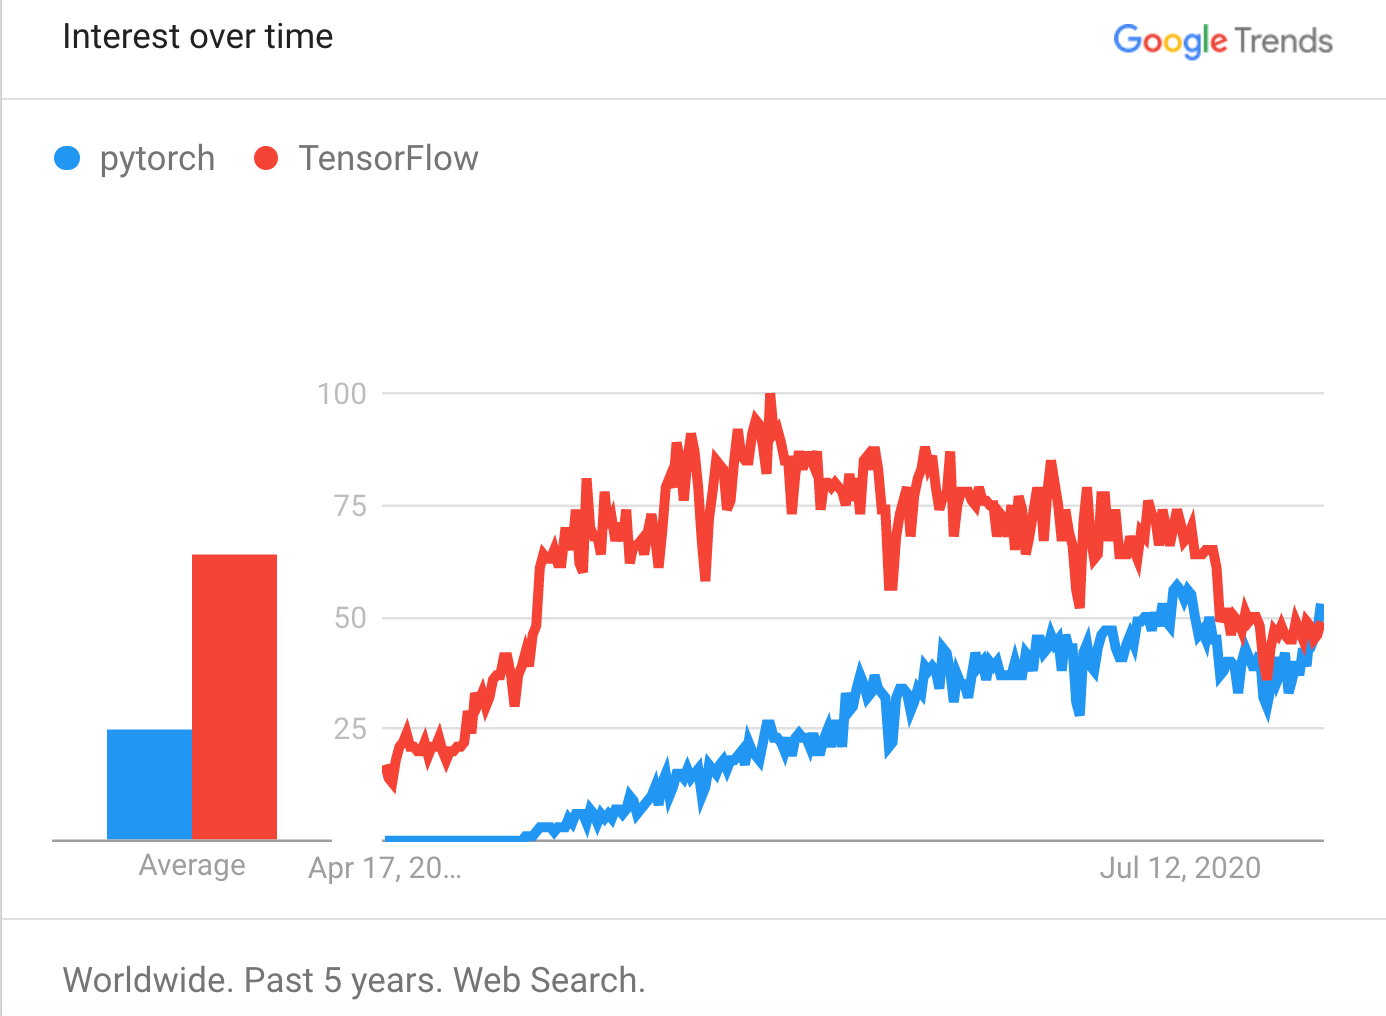 Interest over time
Google Trends
pytorch
TensorFlow
100
75
50
25
Average
Apr 17, 20...
Jul 12, 2020
Worldwide. Past 5 years. Web Search.